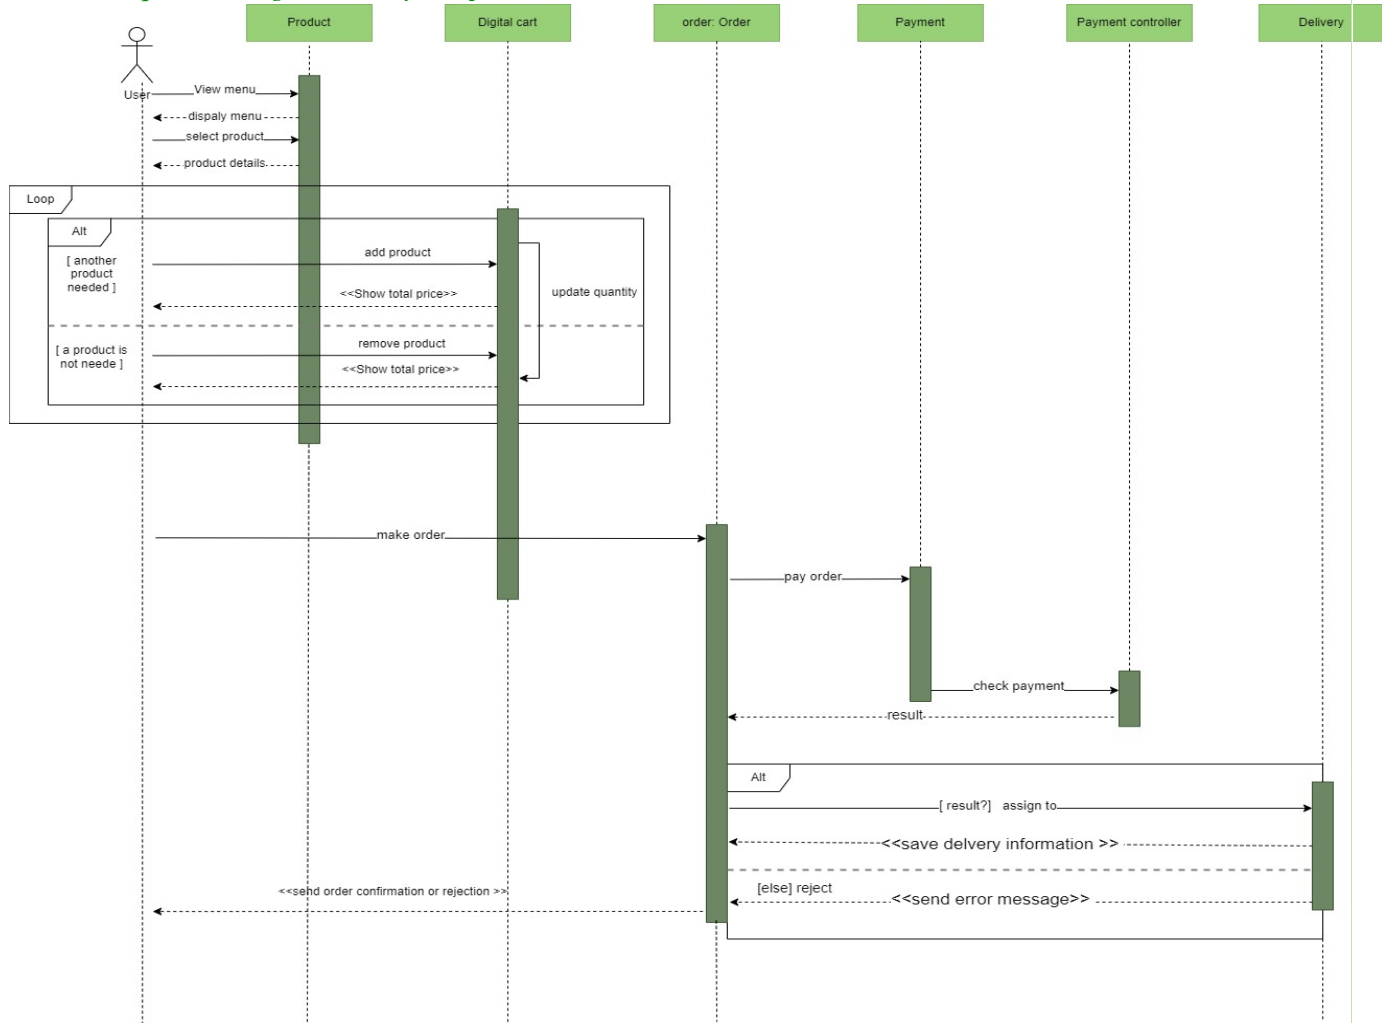 Product
Digital cart
order: Order
Payment
Payment controller
Delivery
User
View menu
dispaly menu
select product
product details
Loop
Alt
[ another
product
needed ]
add product
<<Show total price>>
update quantity
[ a product is
not neede ]
remove product
<<Show total price>>
make order
pay order
check payment
result
Alt
[ result?] assign to
<<save delvery information >>
[else] reject
<<send error message>>
<<send order confirmation or rejection >>